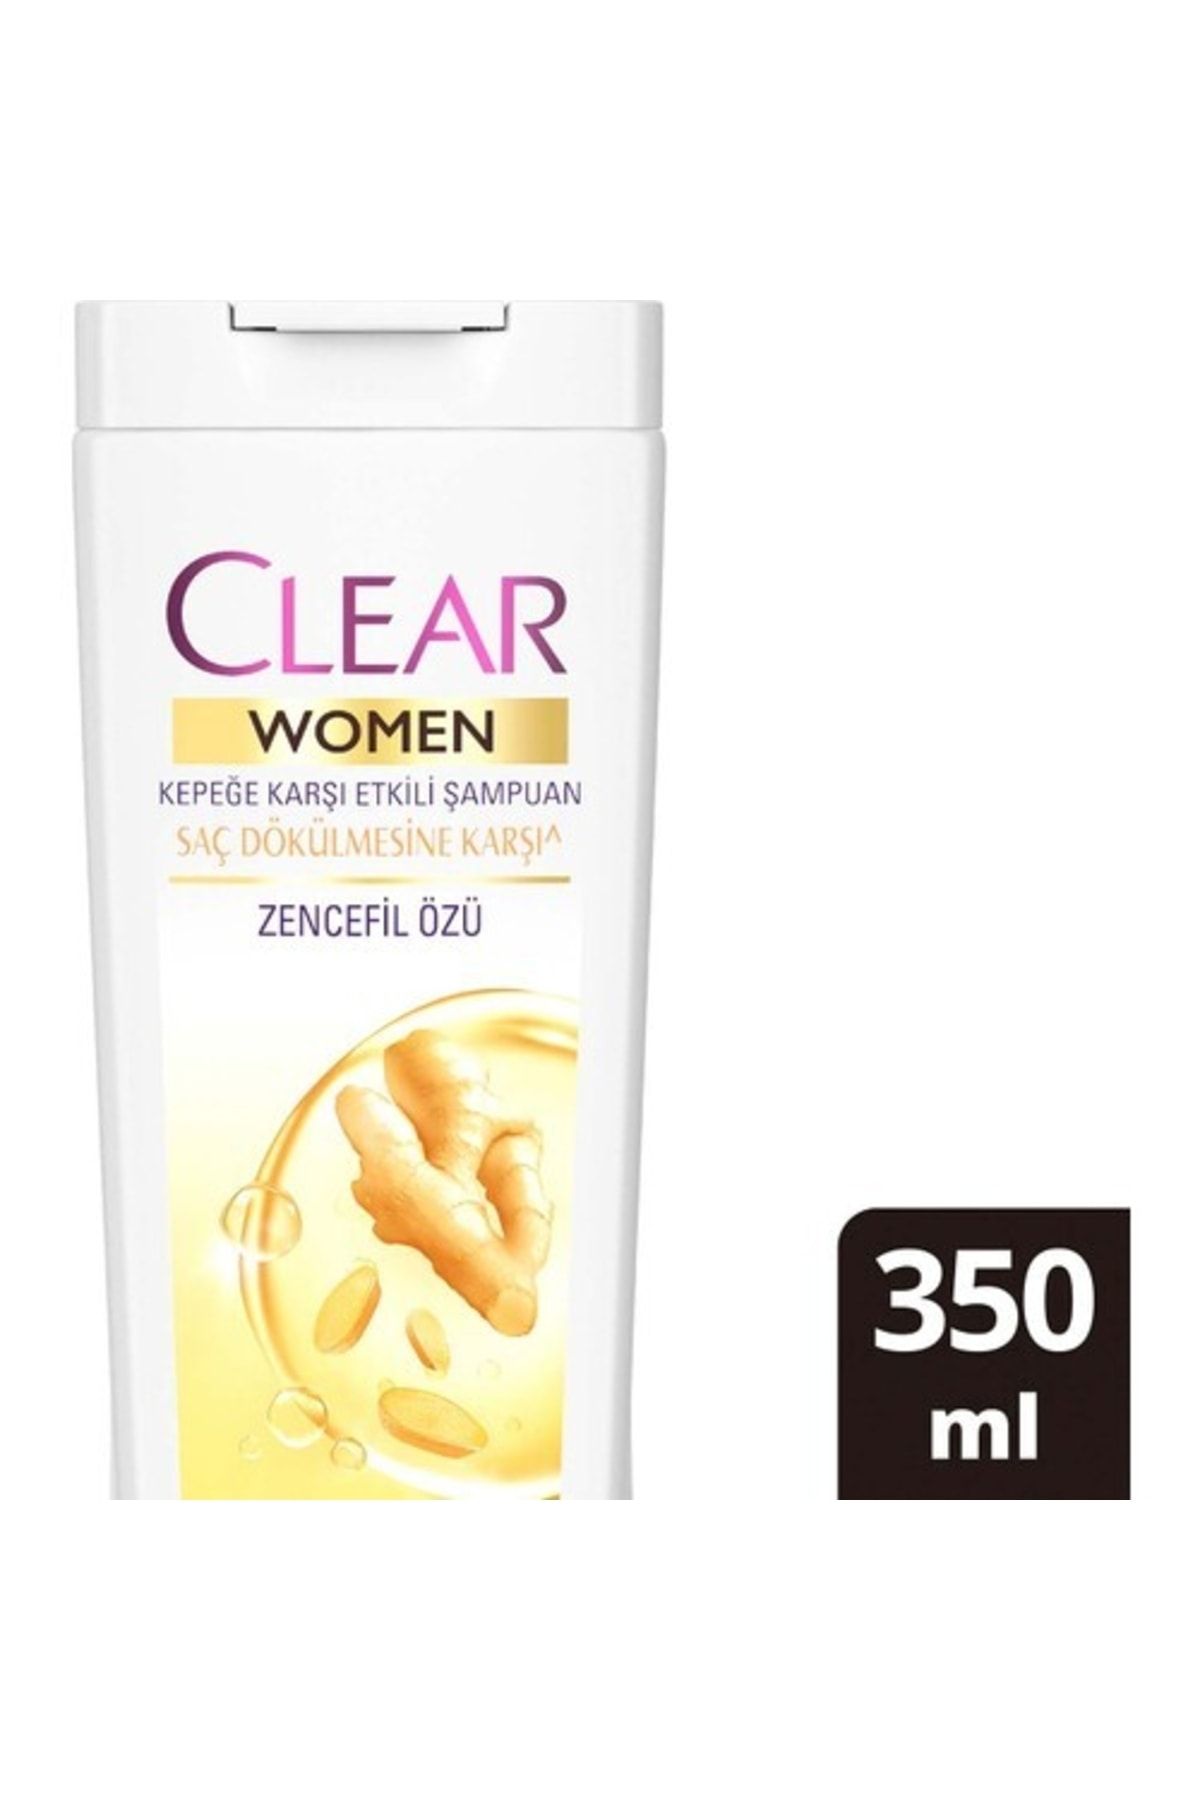 CLEAR
WOMEN
KEPEĞE KARŞI ETKİLİ ŞAMPUAN
SAÇ DÖKÜLMESİNE KARŞI^
ZENCEFİL ÖZÜ
350
ml